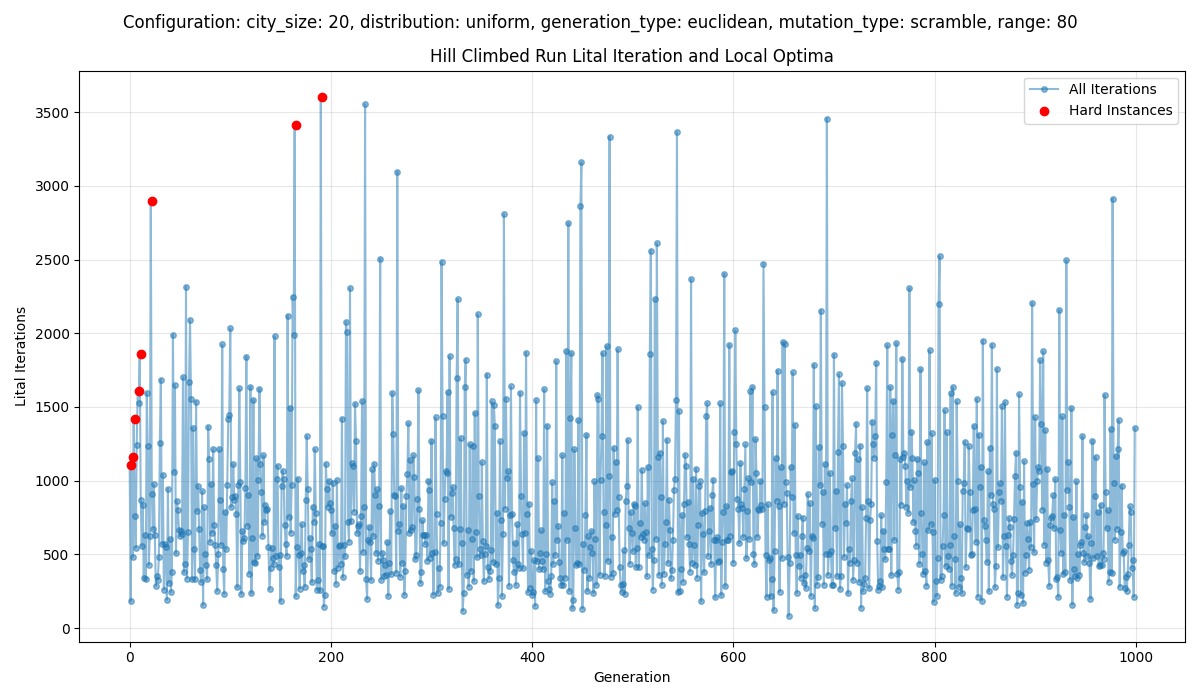 Configuration: city_size: 20, distribution: uniform, generation_type: euclidean, mutation_type: scramble, range: 80
Hill Climbed Run Lital Iteration and Local Optima
All Iterations
Hard Instances
Lital Iterations
3500
3000
2500
2000
1500
1000
500
0
0
200
400
600
800
1000
Generation